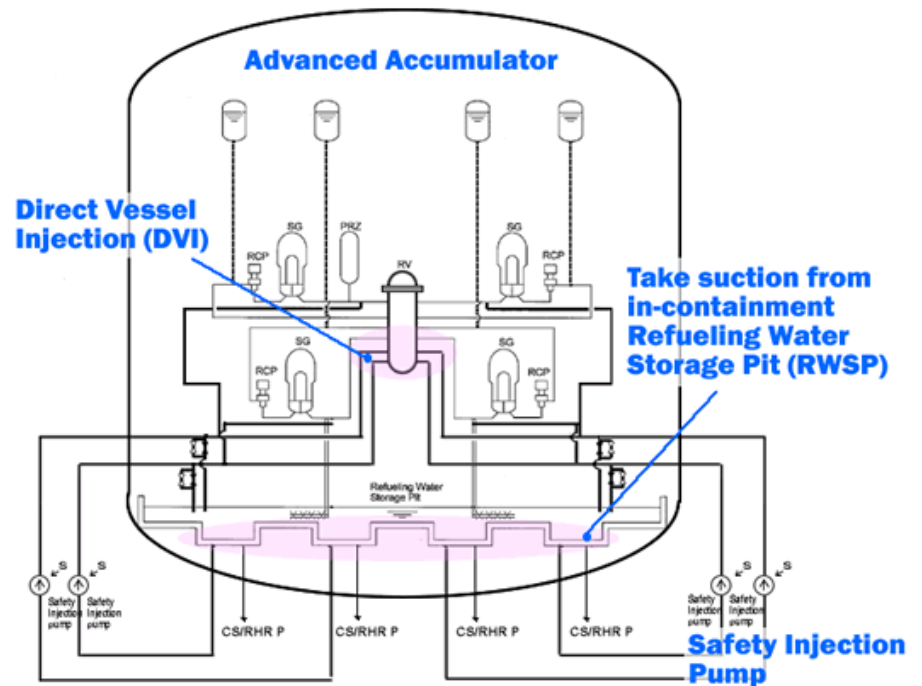 Advanced Accumulator
Direct Vessel
Injection (DVI)
SG
PRZ
RCP
RV
SG
RCP
Take suction from
in-containment
Refueling Water
Storage Pit (RWSP)
SG
RCP
SG
RCP
Refueling Water
Storage Pit
S
S
Safety
Injection
pump
Safety
Injection
pump
S
S
Safety
Injection
pump
Safety
Injection
pump
CS/RHR P
CS/RHR P
CS/RHR P
CS/RHR P
Safety Injection
Pump